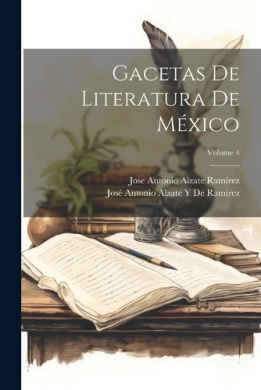 Gacetas De
Literatura De
México
Volume 4
Jose Antonio Alzate Ramirez
José Antonio Alzate Y De Ramírez